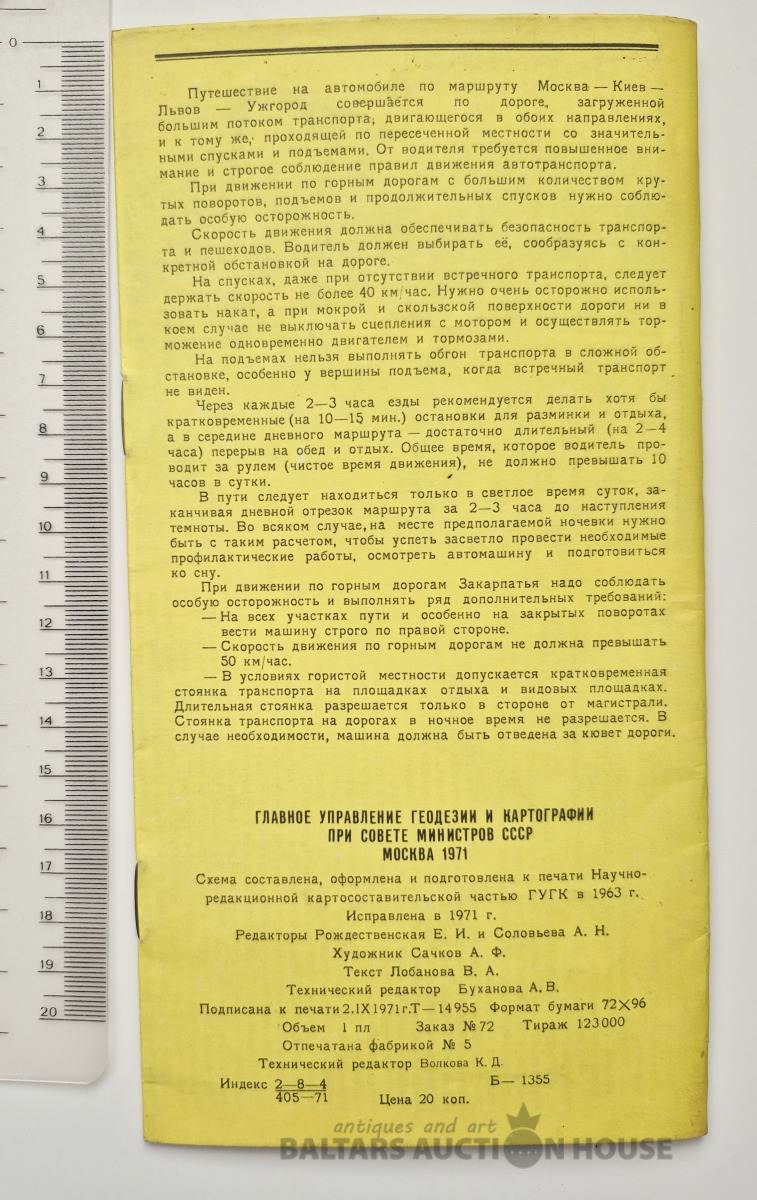 0
1
2
3
4
5
6
7
8
9
10
11
12
13
14
15
16
17
18
19
20
Путешествие на автомобиле по маршруту Москва — Киев —
Львов — Ужгород совершается по дороге, загруженной
большим потоком транспорта, двигающегося в обоих направлениях,
и к тому же, проходящей по пересеченной местности со значитель-
ными спусками и подъемами. От водителя требуется повышенное вни-
мание и строгое соблюдение правил движения автотранспорта.
При движении по горным дорогам с большим количеством кру-
тых поворотов, подъемов и продолжительных спусков нужно соблю-
дать особую осторожность.
Скорость движения должна обеспечивать безопасность транспор-
та и пешеходов. Водитель должен выбирать её, сообразуясь с кон-
кретной обстановкой на дороге.
На спусках, даже при отсутствии встречного транспорта, следует
держать скорость не более 40 км/час. Нужно очень осторожно исполь-
зовать накат, а при мокрой и скользской поверхности дороги ни в
коем случае не выключать сцепления с мотором и осуществлять тор-
можение одновременно двигателем и тормозами.
На подъемах нельзя выполнять обгон транспорта в сложной об-
становке, особенно у вершины подъема, когда встречный транспорт
не виден.
Через каждые 2—3 часа езды рекомендуется делать хотя бы
кратковременные (на 10—15 мин.) остановки для разминки и отдыха,
а в середине дневного маршрута — достаточно длительный (на 2—4
часа) перерыв на обед и отдых. Общее время, которое водитель про-
водит за рулем (чистое время движения), не должно превышать 10
часов в сутки.
В пути следует находиться только в светлое время суток, за-
канчивая дневной отрезок маршрута за 2—3 часа до наступления
темноты. Во всяком случае, на месте предполагаемой ночевки нужно
быть с таким расчетом, чтобы успеть засветло провести необходимые
профилактические работы, осмотреть автомашину и подготовиться
ко сну.
При движении по горным дорогам Закарпатья надо соблюдать
особую осторожность и выполнять ряд дополнительных требований:
— На всех участках пути и особенно на закрытых поворотах
вести машину строго по правой стороне.
— Скорость движения по горным дорогам не должна превышать
50 км/час.
— В условиях гористой местности допускается кратковременная
стоянка транспорта на площадках отдыха и видовых площадках.
Длительная стоянка разрешается только в стороне от магистрали.
Стоянка транспорта на дорогах в ночное время не разрешается. В
случае необходимости, машина должна быть отведена за кювет дороги.
ГЛАВНОЕ УПРАВЛЕНИЕ ГЕОДЕЗИИ И КАРТОГРАФИИ
ПРИ СОВЕТЕ МИНИСТРОВ СССР
МОСКВА 1971
Схема составлена, оформлена и подготовлена к печати Научно-
редакционной картосоставительской частью ГУГК в 1963 г.
Исправлена в 1971 г.
Редакторы Рождественская Е. И. и Соловьева А. Н.
Художник Сачков А. Ф.
Текст Лобанова В. А.
Технический редактор Буханова А. В.
Подписана к печати 2.IX 1971 г. Т—14955 Формат бумаги 72×96
Объем 1 пл Заказ № 72 Тираж 123000
Отпечатана фабрикой № 5
Технический редактор Волкова К. Д.
Индекс 2—8—4 Б— 1355
405—71 Цена 20 коп.
antiques and art
BALTARS AUCTION HOUSE